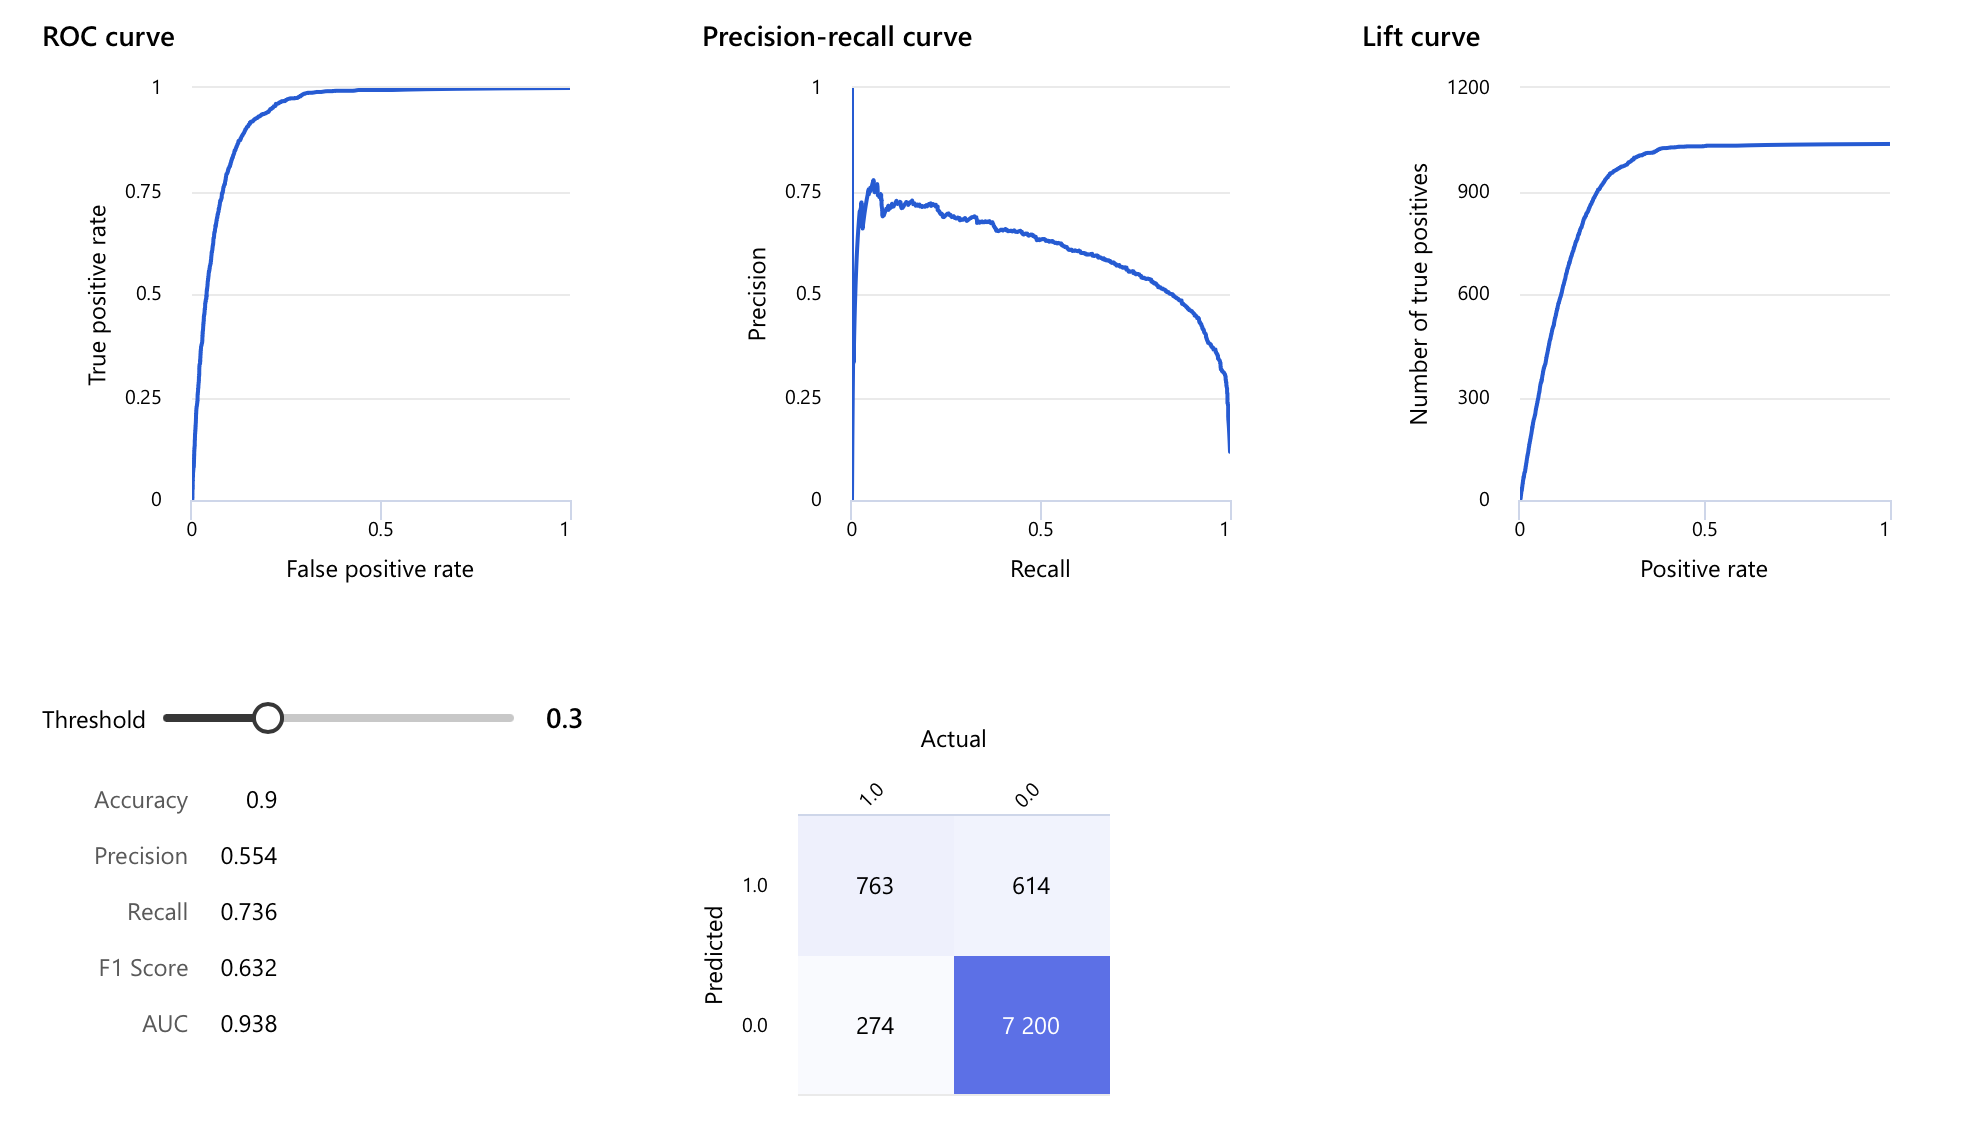 ROC curve
1
0.75
0.5
0.25
0
0 0.5 1
True positive rate
False positive rate
Precision-recall curve
1
0.75
0.5
0.25
0
0 0.5 1
Precision
Recall
Lift curve
1200
900
600
300
0
0 0.5 1
Number of true positives
Positive rate
Threshold 0.3
Accuracy 0.9
Precision 0.554
Recall 0.736
F1 Score 0.632
AUC 0.938
Actual
1.0 0.0
Predicted
1.0 763 614
0.0 274 7 200